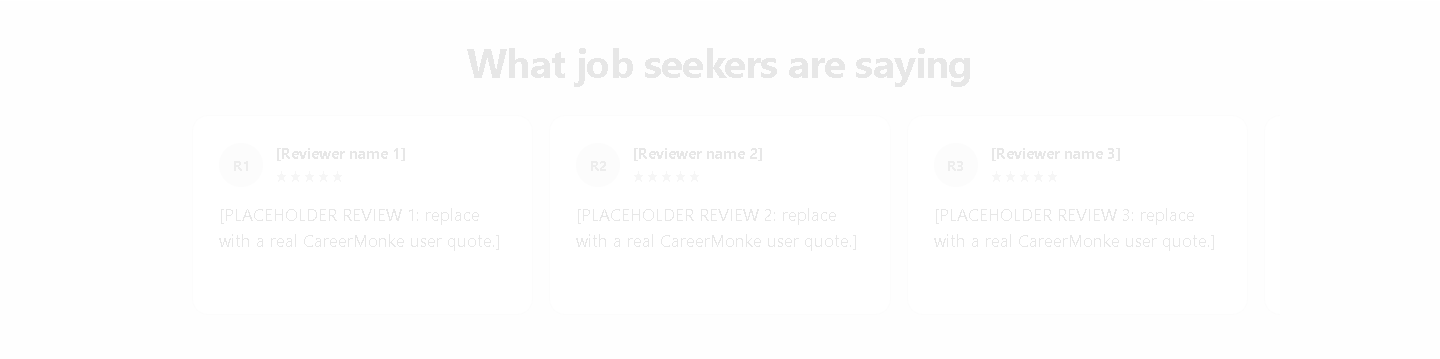 What job seekers are saying
R1
[Reviewer name 1]
★★★★★
[PLACEHOLDER REVIEW 1: replace
with a real CareerMonke user quote.]
R2
[Reviewer name 2]
★★★★★
[PLACEHOLDER REVIEW 2: replace
with a real CareerMonke user quote.]
R3
[Reviewer name 3]
★★★★★
[PLACEHOLDER REVIEW 3: replace
with a real CareerMonke user quote.]